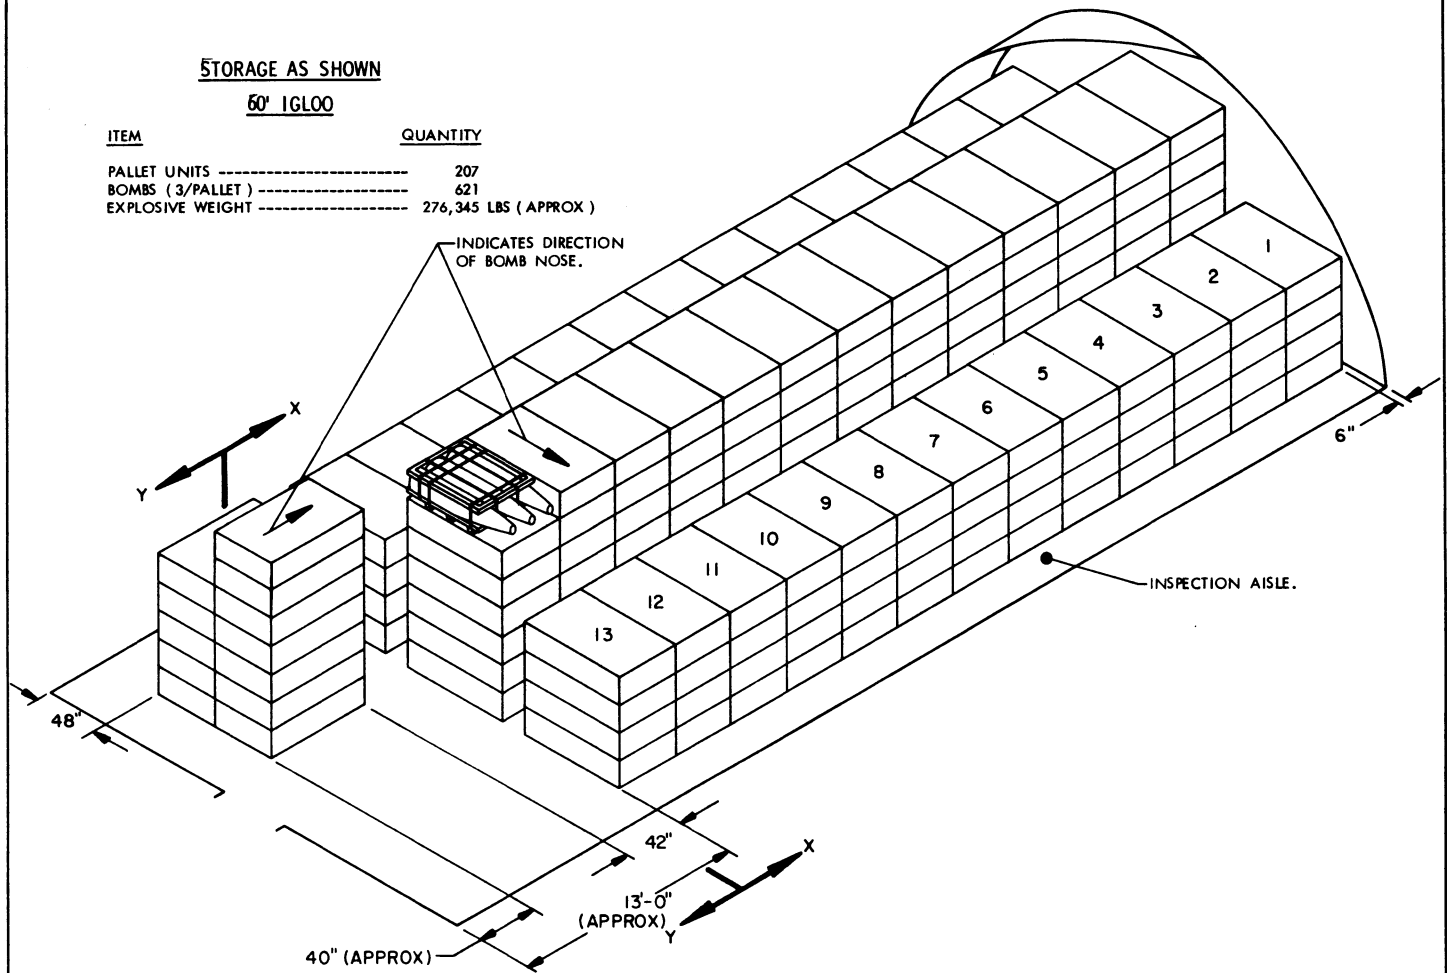 STORAGE AS SHOWN
60' IGLOO
ITEM QUANTITY
PALLET UNITS ---------------------------- 207
BOMBS ( 3/PALLET ) ---------------------- 621
EXPLOSIVE WEIGHT ---------------------- 276,345 LBS ( APPROX )
INDICATES DIRECTION
OF BOMB NOSE.
1
2
3
4
5
6
7
8
9
10
11
12
13
X
Y
6"
INSPECTION AISLE.
48"
42"
X
13'-0"
(APPROX)
Y
40" (APPROX)